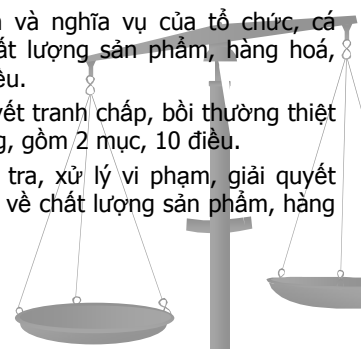 và nghĩa vụ của tổ chức, cá
ất lượng sản phẩm, hàng hoá,
ều.
yết tranh chấp, bồi thường thiệt
g, gồm 2 mục, 10 điều.
tra, xử lý vi phạm, giải quyết
về chất lượng sản phẩm, hàng